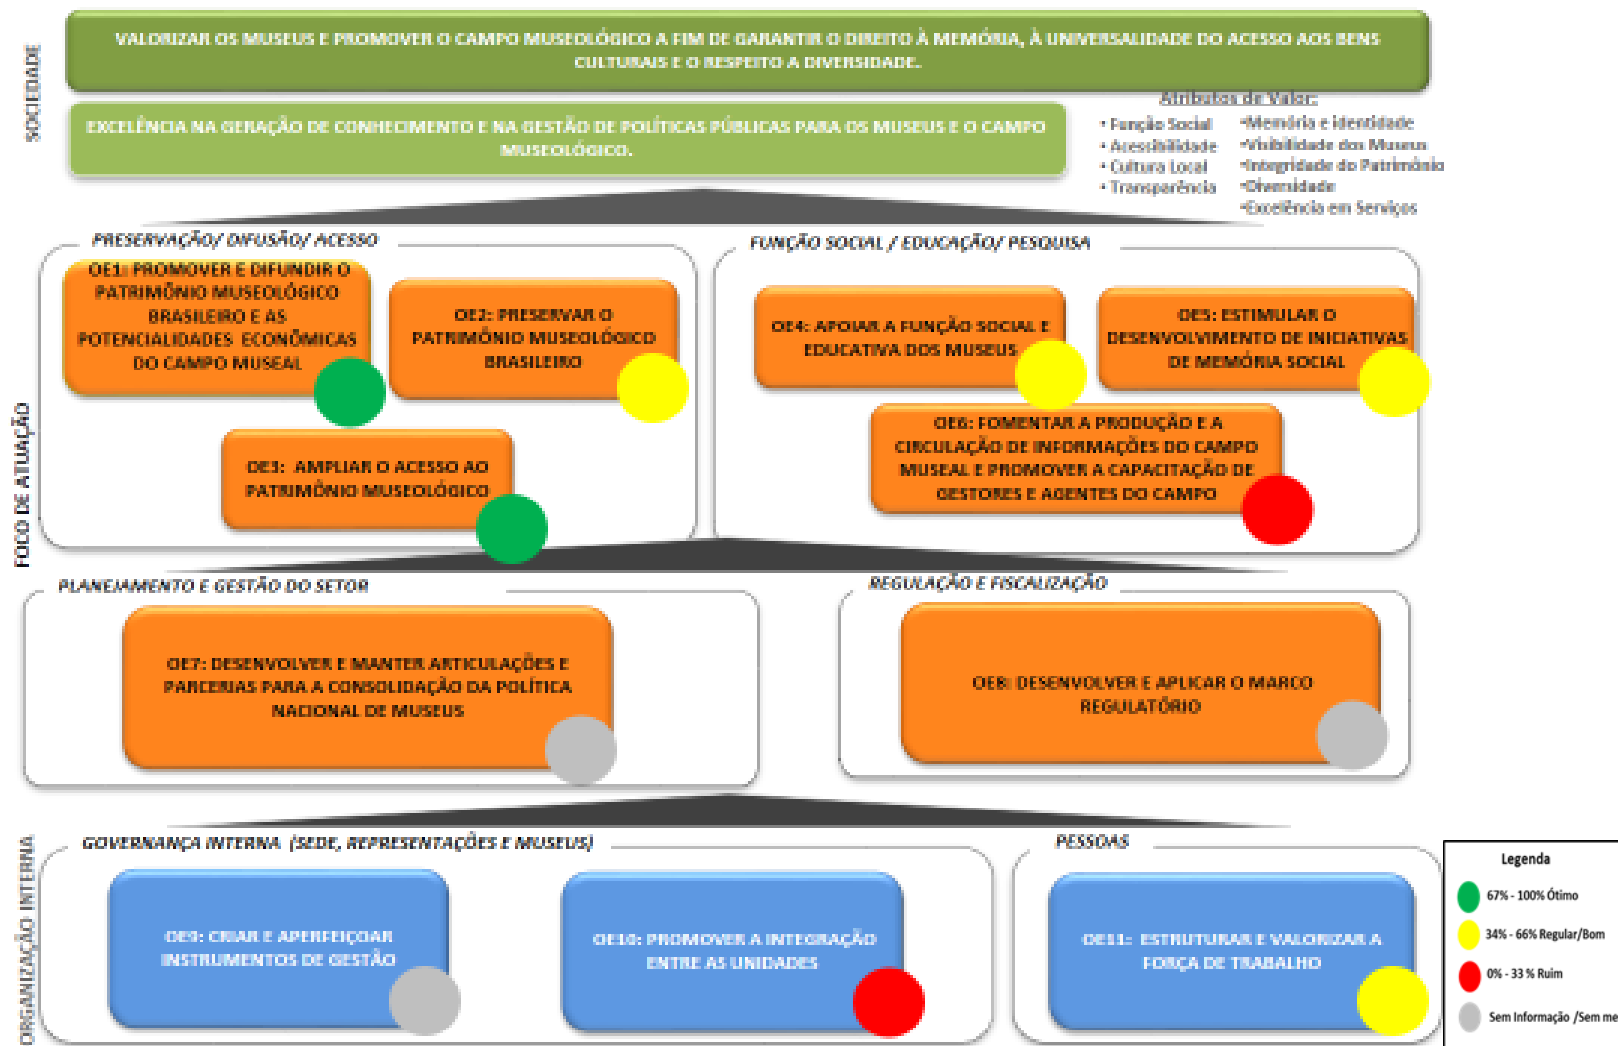 SOCIEDADE
VALORIZAR OS MUSEUS E PROMOVER O CAMPO MUSEOLÓGICO A FIM DE GARANTIR O DIREITO À MEMÓRIA, À UNIVERSALIDADE DO ACESSO AOS BENS
CULTURAIS E O RESPEITO A DIVERSIDADE.
EXCELÊNCIA NA GERAÇÃO DE CONHECIMENTO E NA GESTÃO DE POLÍTICAS PÚBLICAS PARA OS MUSEUS E O CAMPO
MUSEOLÓGICO.
Atributos de Valor:
• Função Social
• Acessibilidade
• Cultura Local
• Transparência
•Memória e identidade
•Visibilidade dos Museus
•Integridade do Patrimônio
•Diversidade
•Excelência em Serviços
FOCO DE ATUAÇÃO
PRESERVAÇÃO/ DIFUSÃO/ ACESSO
OE1: PROMOVER E DIFUNDIR O
PATRIMÔNIO MUSEOLÓGICO
BRASILEIRO E AS
POTENCIALIDADES ECONÔMICAS
DO CAMPO MUSEAL
OE2: PRESERVAR O
PATRIMÔNIO MUSEOLÓGICO
BRASILEIRO
OE3: AMPLIAR O ACESSO AO
PATRIMÔNIO MUSEOLÓGICO
FUNÇÃO SOCIAL / EDUCAÇÃO/ PESQUISA
OE4: APOIAR A FUNÇÃO SOCIAL E
EDUCATIVA DOS MUSEUS
OE5: ESTIMULAR O
DESENVOLVIMENTO DE INICIATIVAS
DE MEMÓRIA SOCIAL
OE6: FOMENTAR A PRODUÇÃO E A
CIRCULAÇÃO DE INFORMAÇÕES DO CAMPO
MUSEAL E PROMOVER A CAPACITAÇÃO DE
GESTORES E AGENTES DO CAMPO
PLANEJAMENTO E GESTÃO DO SETOR
OE7: DESENVOLVER E MANTER ARTICULAÇÕES E
PARCERIAS PARA A CONSOLIDAÇÃO DA POLÍTICA
NACIONAL DE MUSEUS
REGULAÇÃO E FISCALIZAÇÃO
OE8: DESENVOLVER E APLICAR O MARCO
REGULATÓRIO
ORGANIZAÇÃO INTERNA
GOVERNANÇA INTERNA (SEDE, REPRESENTAÇÕES E MUSEUS)
OE9: CRIAR E APERFEIÇOAR
INSTRUMENTOS DE GESTÃO
OE10: PROMOVER A INTEGRAÇÃO
ENTRE AS UNIDADES
PESSOAS
OE11: ESTRUTURAR E VALORIZAR A
FORÇA DE TRABALHO
Legenda
67% - 100% Ótimo
34% - 66% Regular/Bom
0% - 33 % Ruim
Sem Informação /Sem me